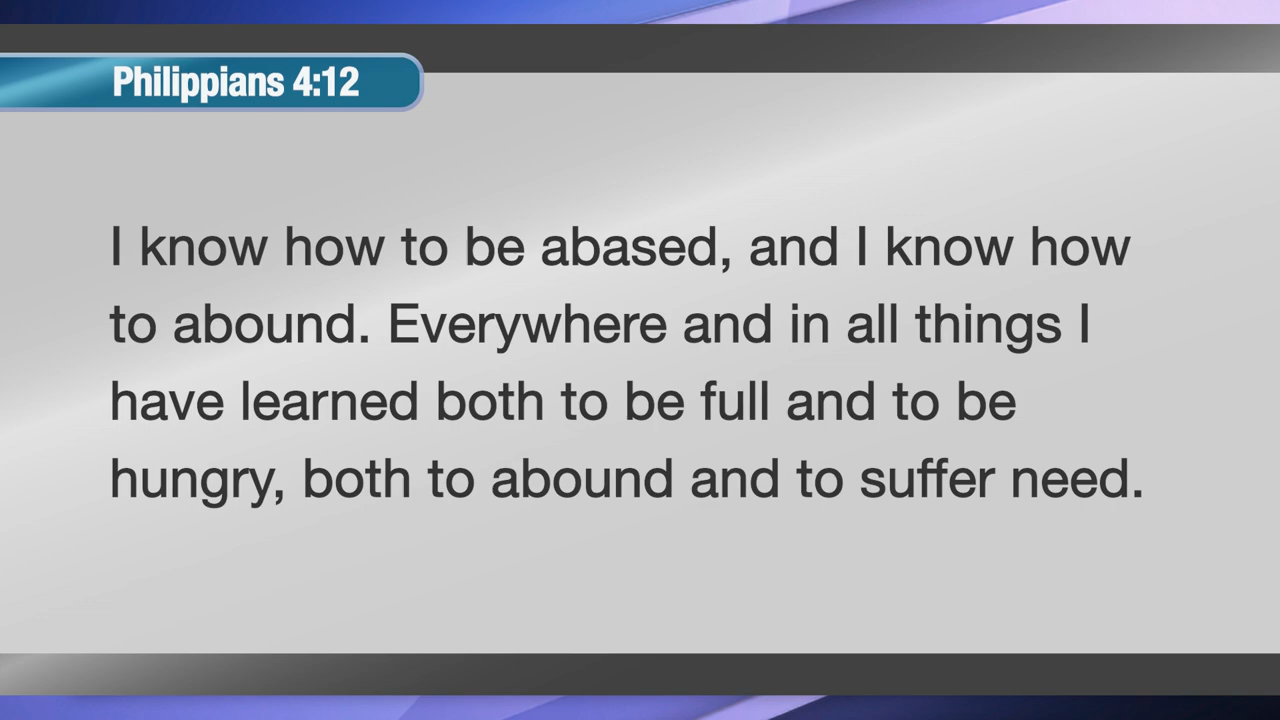 Philippians 4:12
I know how to be abased, and I know how
to abound. Everywhere and in all things I
have learned both to be full and to be
hungry, both to abound and to suffer need.